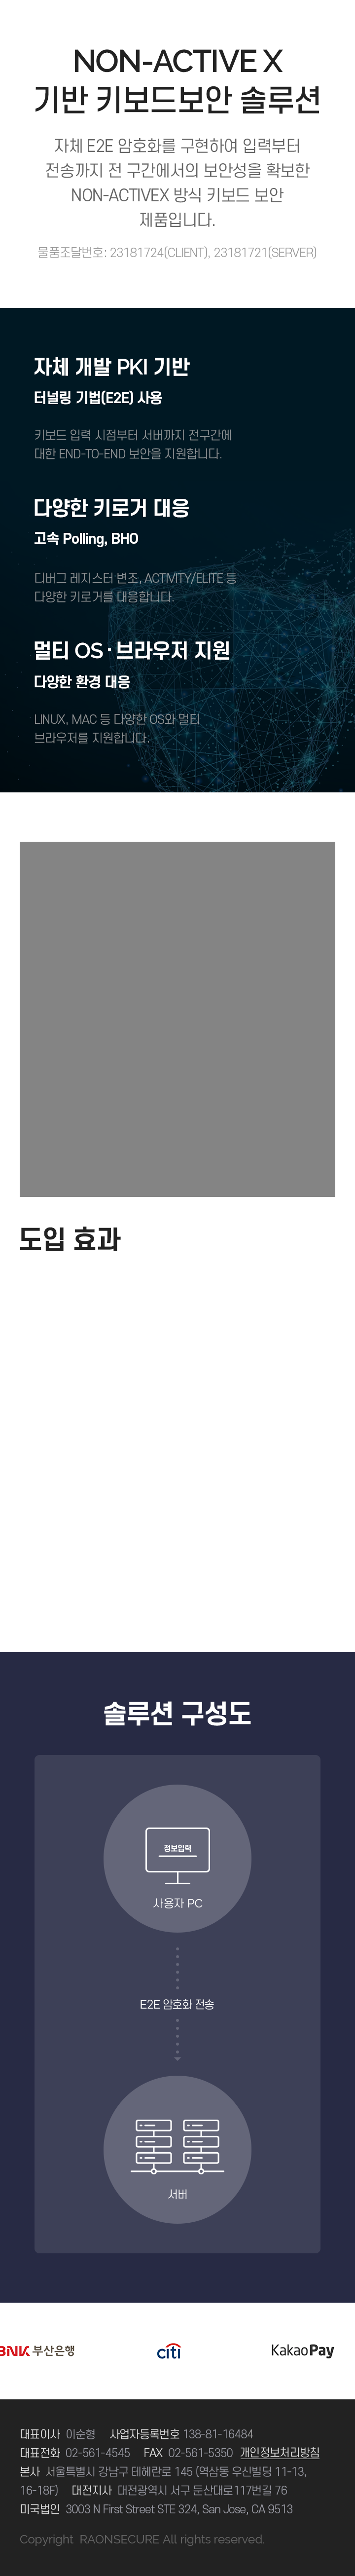 NON-ACTIVE X
기반 키보드보안 솔루션
자체 E2E 암호화를 구현하여 입력부터
전송까지 전 구간에서의 보안성을 확보한
NON-ACTIVEX 방식 키보드 보안
제품입니다.
물품조달번호: 23181724(CLIENT), 23181721(SERVER)
자체 개발 PKI 기반
터널링 기법(E2E) 사용
키보드 입력 시점부터 서버까지 전구간에
대한 END-TO-END 보안을 지원합니다.
다양한 키로거 대응
고속 Polling, BHO
디버그 레지스터 변조, ACTIVITY/ELITE 등
다양한 키로거를 대응합니다.
멀티 OS·브라우저 지원
다양한 환경 대응
LINUX, MAC 등 다양한 OS와 멀티
브라우저를 지원합니다.
도입 효과
솔루션 구성도
정보입력
사용자 PC
E2E 암호화 전송
서버
BNK 부산은행
citi
KakaoPay
대표이사 이순형 사업자등록번호 138-81-16484
대표전화 02-561-4545 FAX 02-561-5350 개인정보처리방침
본사 서울특별시 강남구 테헤란로 145 (역삼동 우신빌딩 11-13,
16-18F) 대전지사 대전광역시 서구 둔산대로117번길 76
미국법인 3003 N First Street STE 324, San Jose, CA 9513
Copyright RAONSECURE All rights reserved.